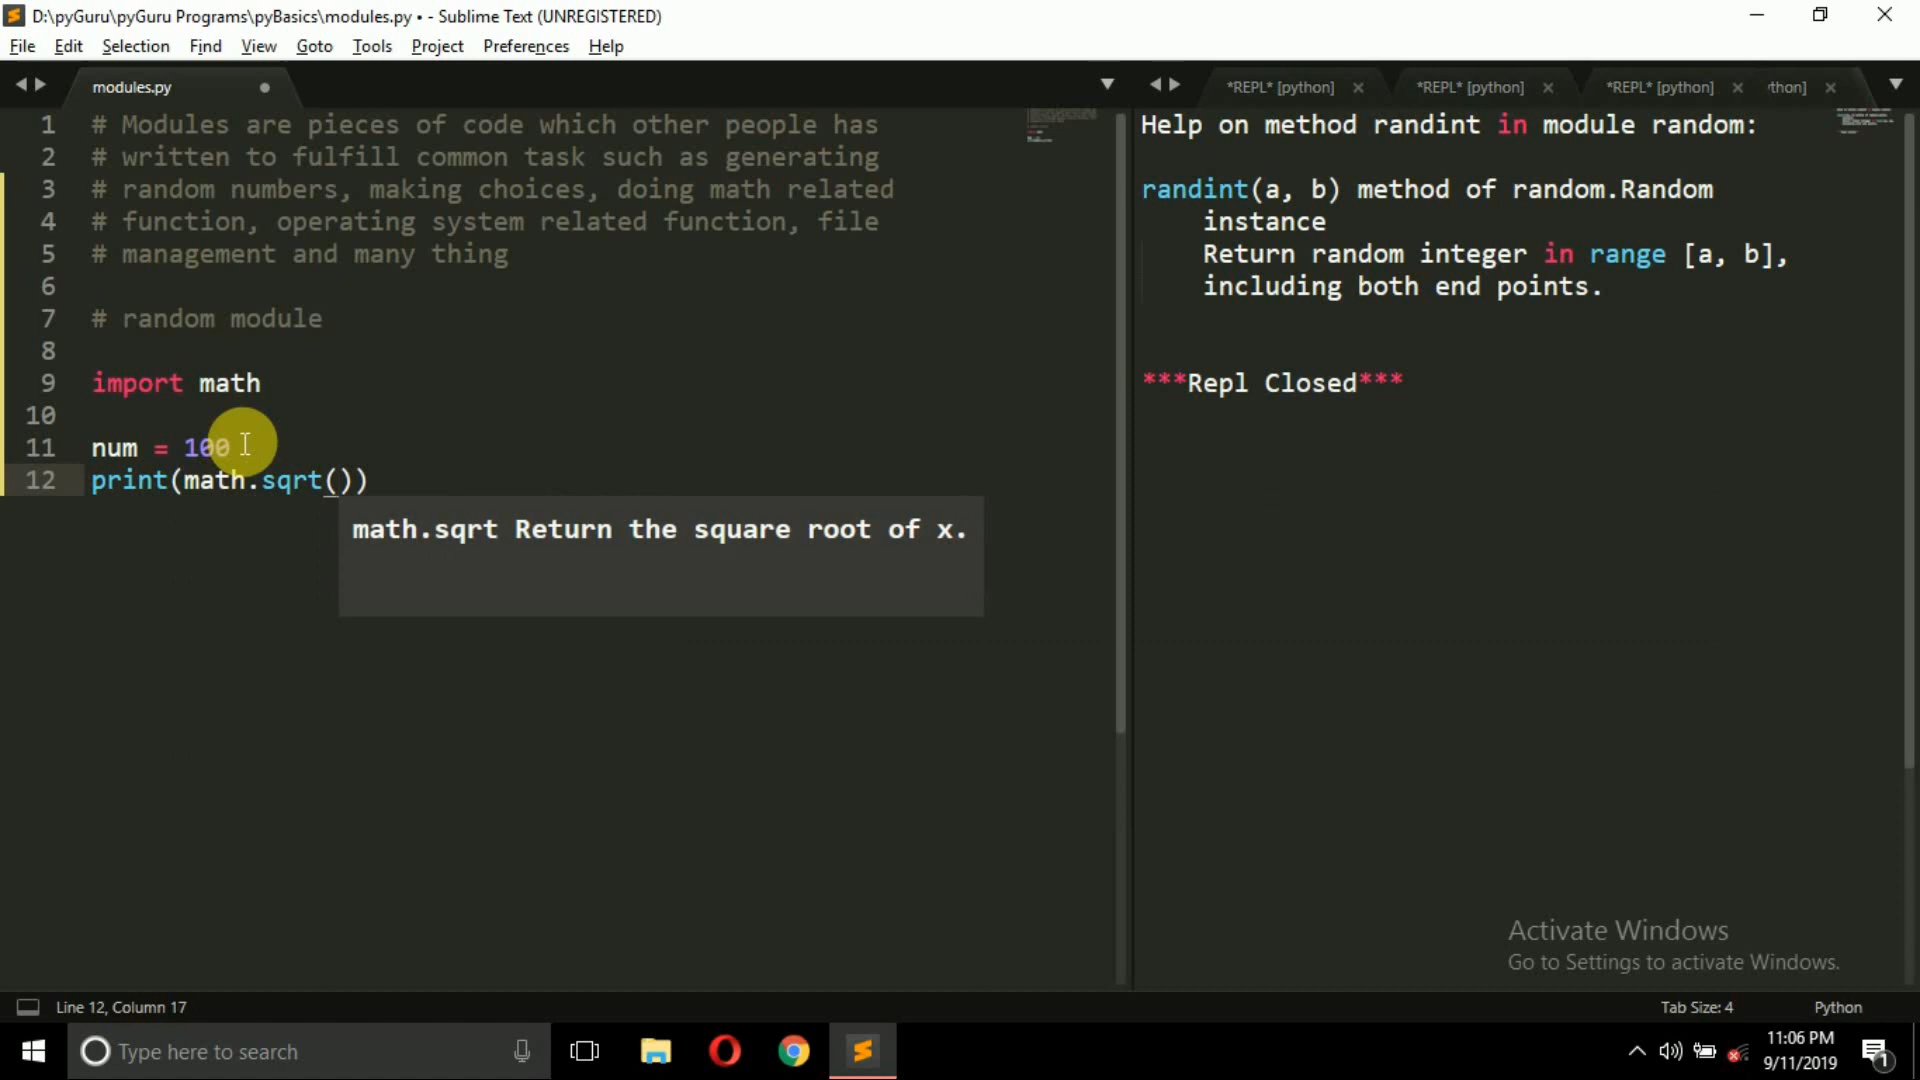 D:\pyGuru\pyGuru Programs\pyBasics\modules.py • - Sublime Text (UNREGISTERED)
File Edit Selection Find View Goto Tools Project Preferences Help
modules.py
*REPL* [python] *REPL* [python] *REPL* [python] thon]
1 # Modules are pieces of code which other people has
2 # written to fulfill common task such as generating
3 # random numbers, making choices, doing math related
4 # function, operating system related function, file
5 # management and many thing
6
7 # random module
8
9 import math
10
11 num = 100
12 print(math.sqrt())
math.sqrt Return the square root of x.
Help on method randint in module random:
randint(a, b) method of random.Random
instance
Return random integer in range [a, b],
including both end points.
***Repl Closed***
Activate Windows
Go to Settings to activate Windows.
Line 12, Column 17
Tab Size: 4 Python
Type here to search
11:06 PM
9/11/2019
1